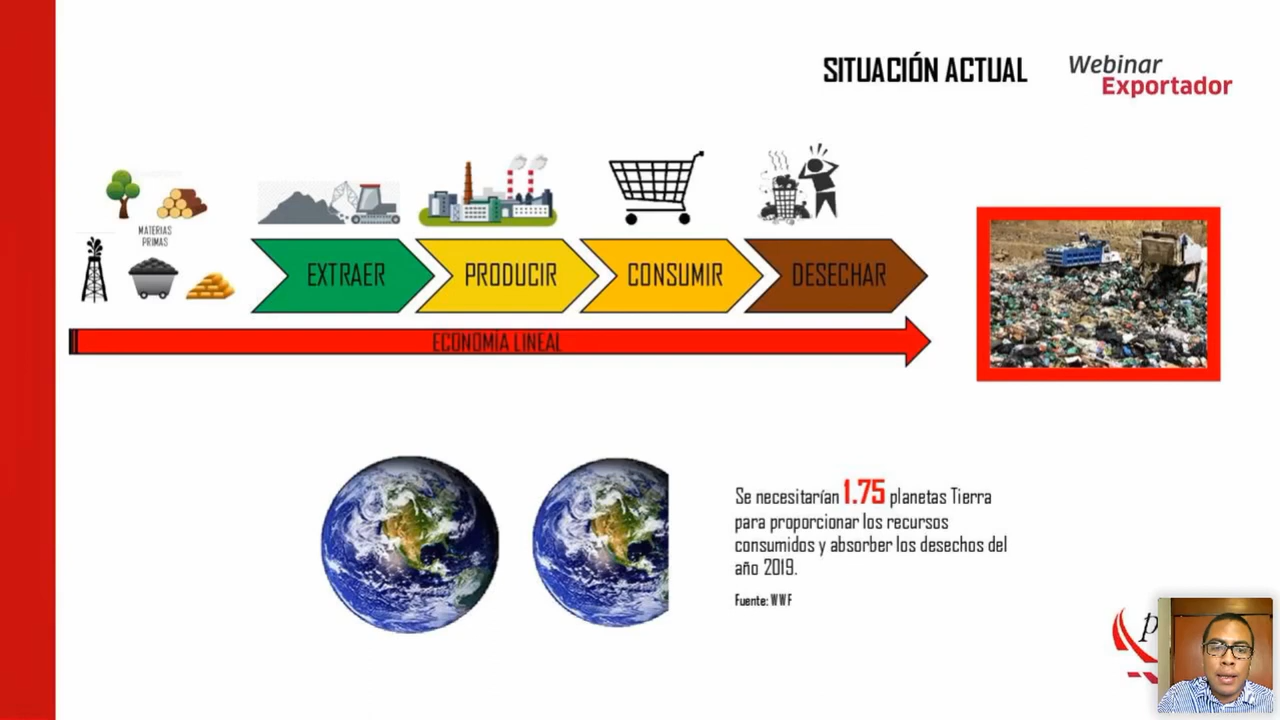 SITUACIÓN ACTUAL
Webinar
Exportador
MATERIAS
PRIMAS
EXTRAER
PRODUCIR
CONSUMIR
DESECHAR
ECONOMÍA LINEAL
Se necesitarían 1.75 planetas Tierra
para proporcionar los recursos
consumidos y absorber los desechos del
año 2019.
Fuente: WWF